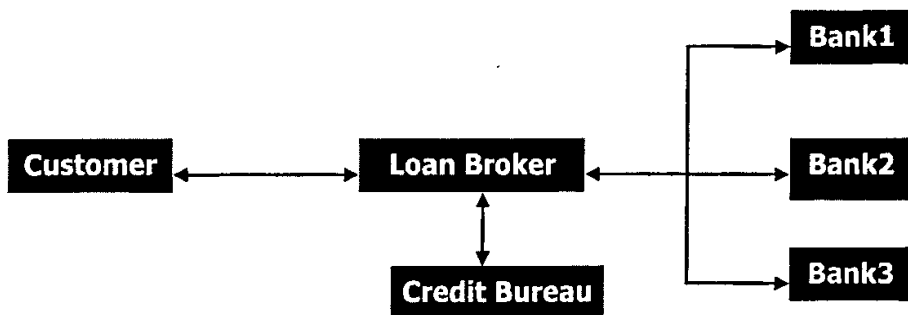 Bank1
Customer
Loan Broker
Bank2
Credit Bureau
Bank3